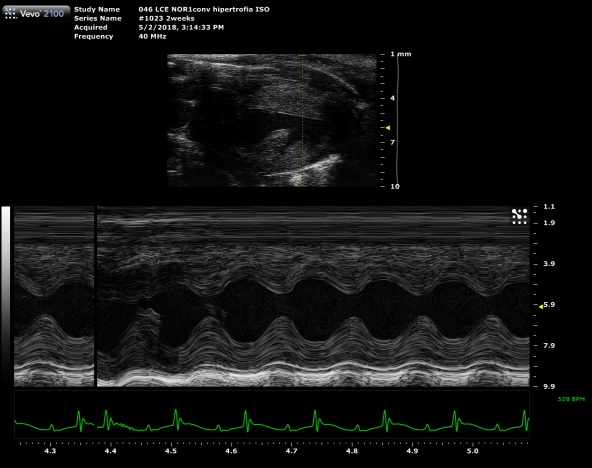 Vevo 2100
Study Name 046 LCE NOR1conv hipertrofia ISO
Series Name #1023 2weeks
Acquired 5/2/2018, 3:14:33 PM
Frequency 40 MHz
1 mm
4
7
10
1.1
1.9
3.9
5.9
7.9
9.9
520 BPM
4.3 4.4 4.5 4.6 4.7 4.8 4.9 5.0